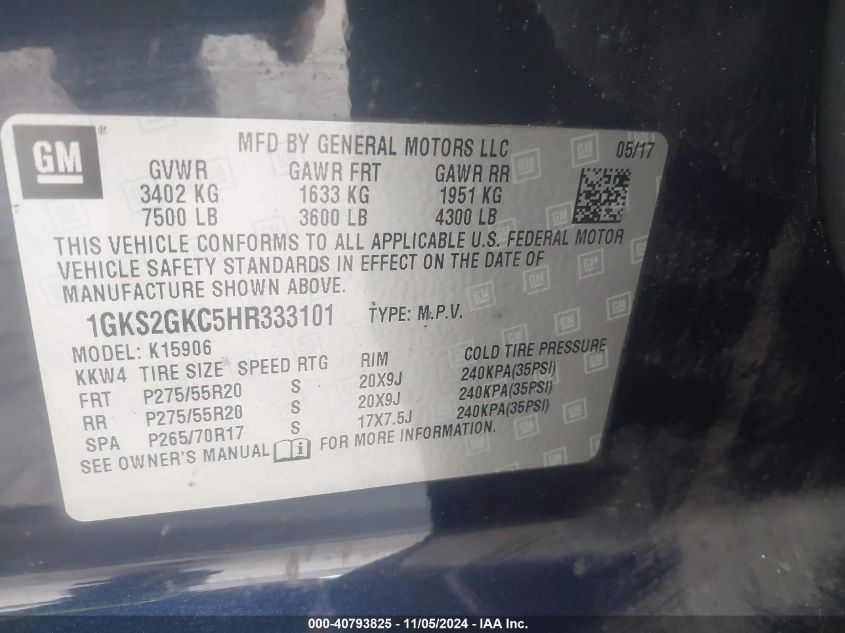 GM ®
MFD BY GENERAL MOTORS LLC 05/17
GVWR GAWR FRT GAWR RR
3402 KG 1633 KG 1951 KG
7500 LB 3600 LB 4300 LB
THIS VEHICLE CONFORMS TO ALL APPLICABLE U.S. FEDERAL MOTOR
VEHICLE SAFETY STANDARDS IN EFFECT ON THE DATE OF
MANUFACTURE SHOWN ABOVE.
1GKS2GKC5HR333101 TYPE: M.P.V.
MODEL: K15906
KKW4 TIRE SIZE SPEED RTG RIM COLD TIRE PRESSURE
FRT P275/55R20 S 20X9J 240KPA(35PSI)
RR P275/55R20 S 20X9J 240KPA(35PSI)
SPA P265/70R17 S 17X7.5J 240KPA(35PSI)
SEE OWNER'S MANUAL i FOR MORE INFORMATION.
000-40793825 - 11/05/2024 - IAA Inc.